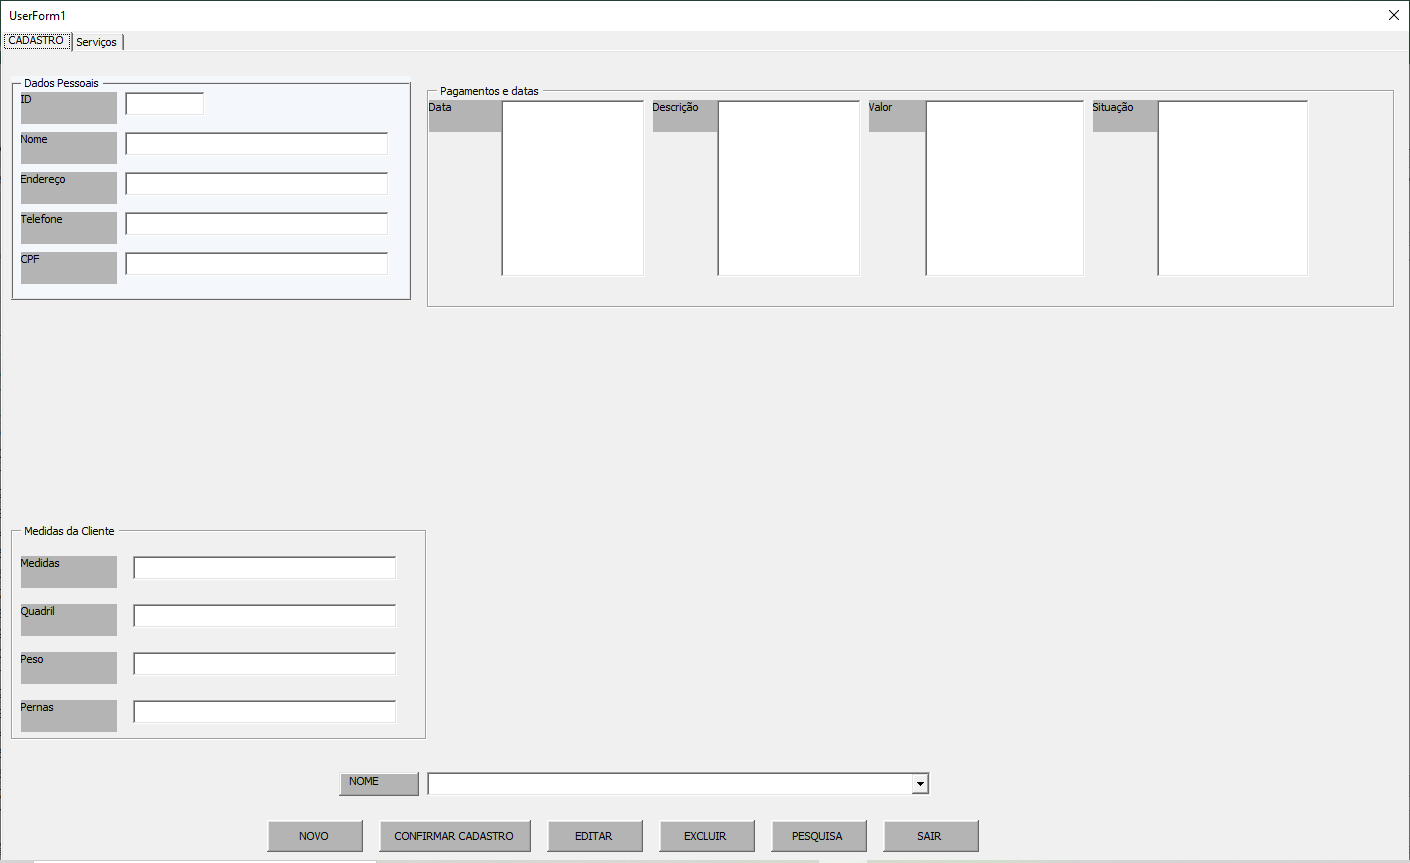 UserForm1
CADASTRO Serviços
Dados Pessoais
ID
Nome
Endereço
Telefone
CPF
Pagamentos e datas
Data Descrição Valor Situação
Medidas da Cliente
Medidas
Quadril
Peso
Pernas
NOME
NOVO CONFIRMAR CADASTRO EDITAR EXCLUIR PESQUISA SAIR